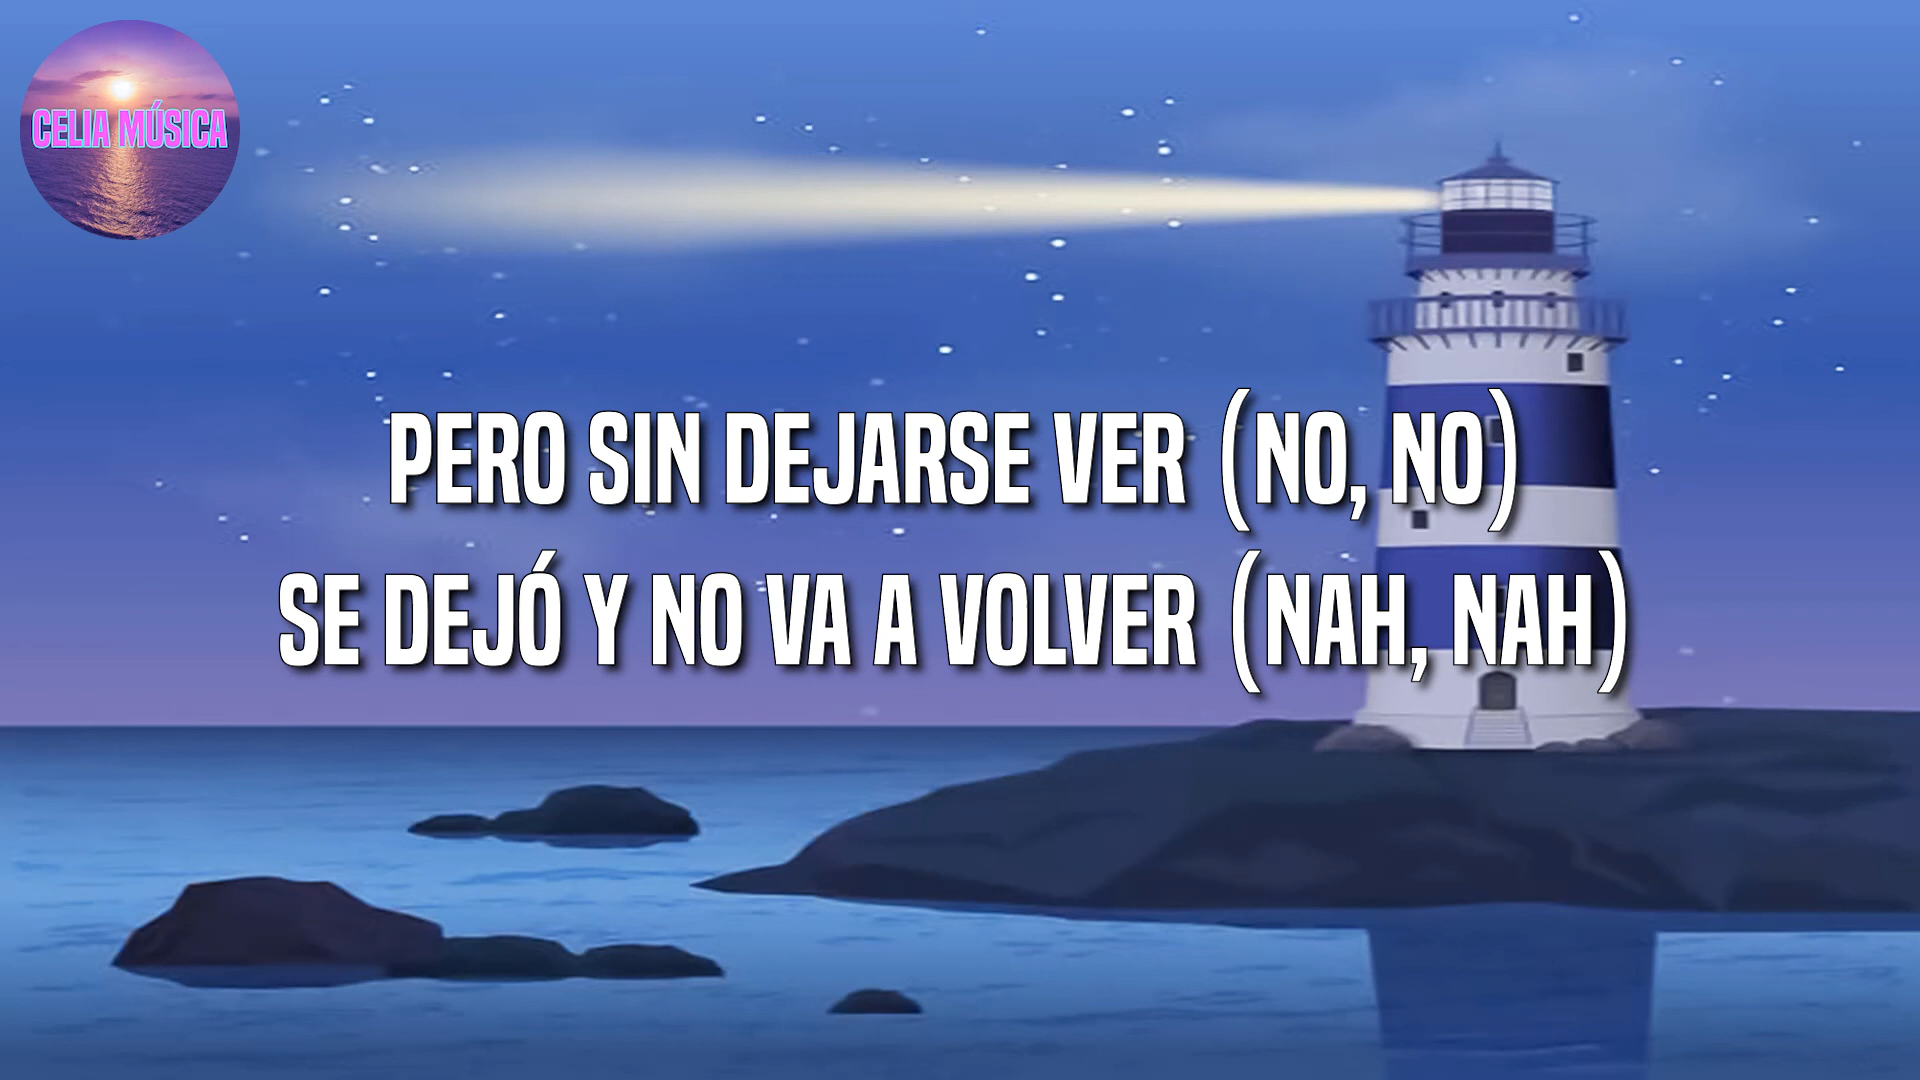 CELIA MÚSICA
PERO SIN DEJARSE VER (NO, NO)
SE DEJÓ Y NO VA A VOLVER (NAH, NAH)